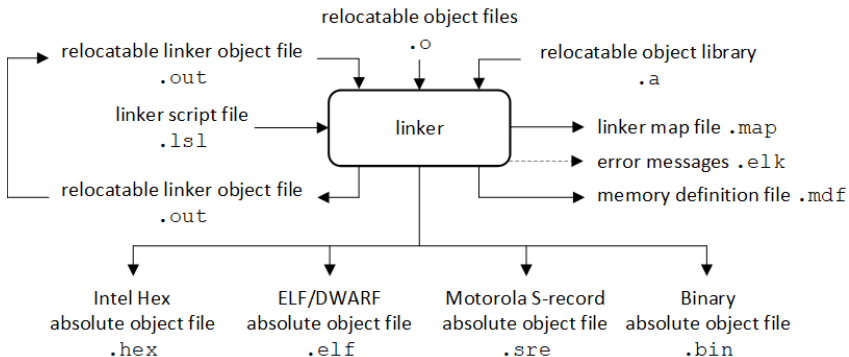 relocatable object files
.o
relocatable linker object file
.out
relocatable object library
.a
linker script file
.lsl
linker
linker map file .map
error messages .elk
relocatable linker object file
.out
memory definition file .mdf
Intel Hex
absolute object file
.hex
ELF/DWARF
absolute object file
.elf
Motorola S-record
absolute object file
.sre
Binary
absolute object file
.bin